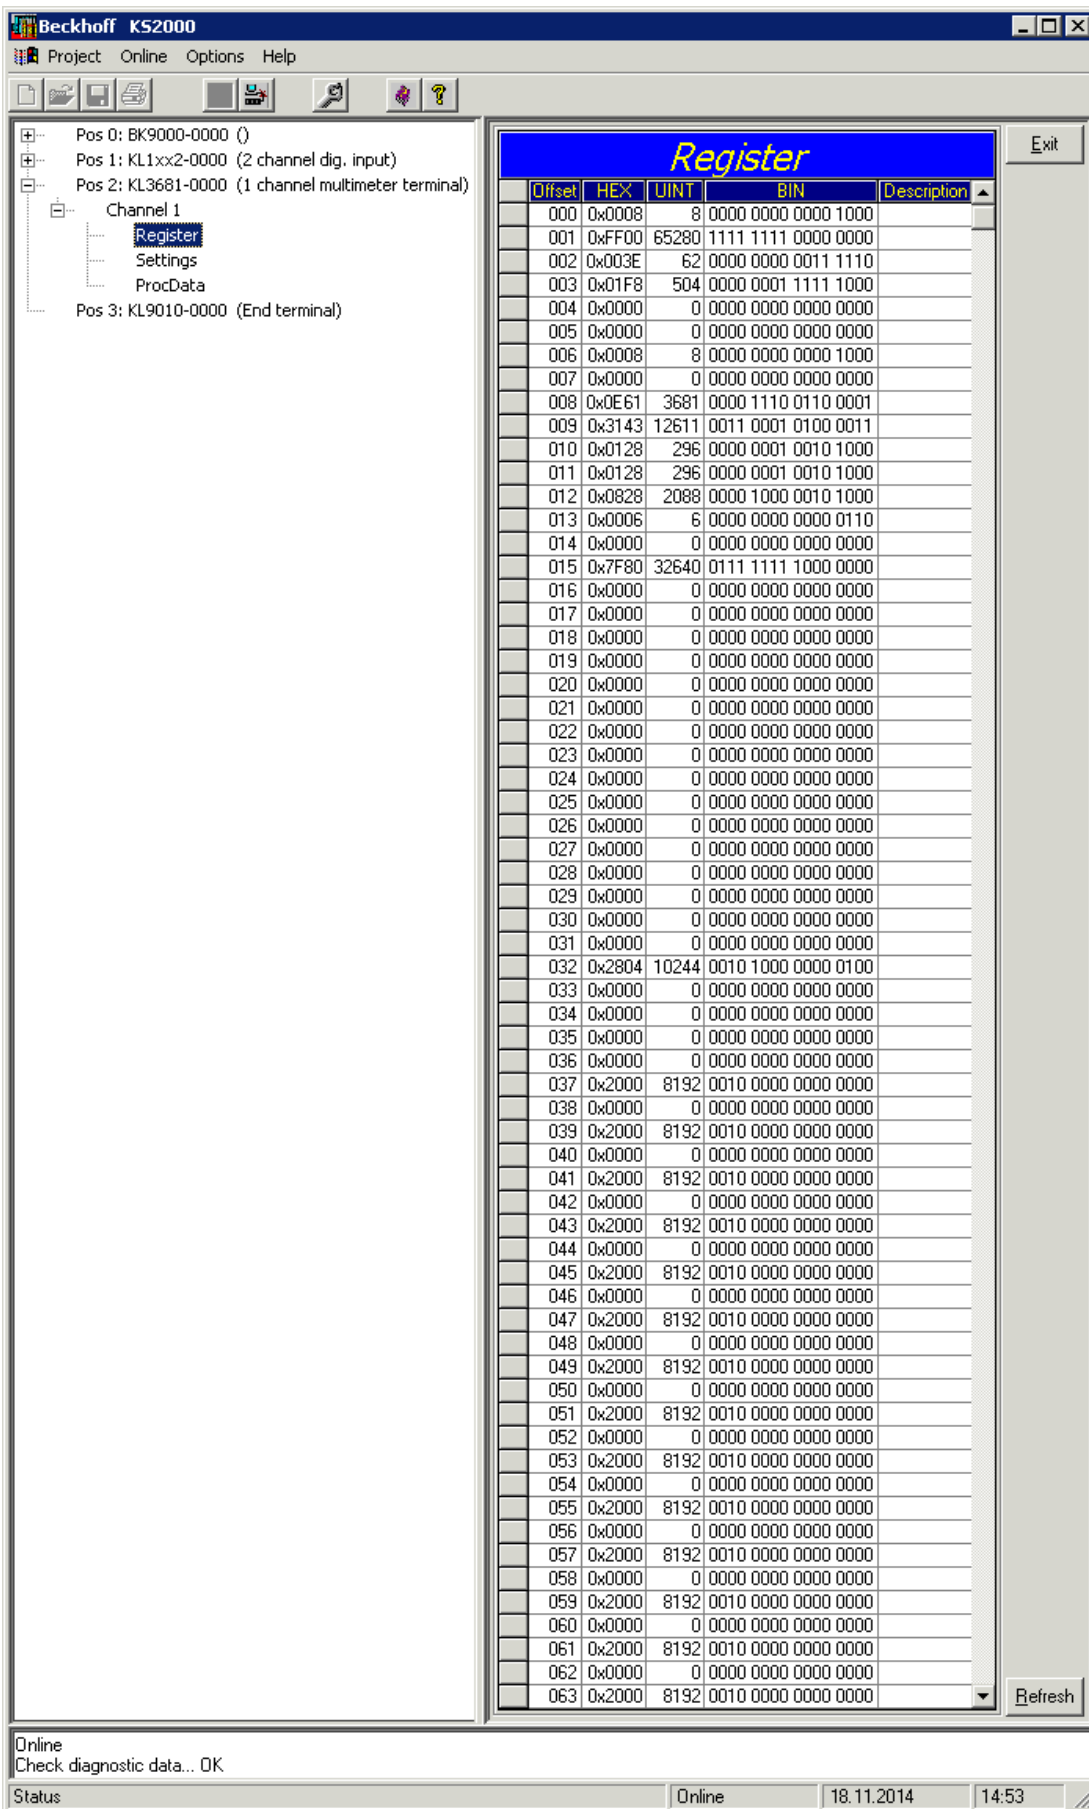 Beckhoff KS2000
Project Online Options Help
Pos 0: BK9000-0000 ()
Pos 1: KL1xx2-0000 (2 channel dig. input)
Pos 2: KL3681-0000 (1 channel multimeter terminal)
Channel 1
Register
Settings
ProcData
Pos 3: KL9010-0000 (End terminal)
Register
Offset HEX UINT BIN Description
000 0x0008 8 0000 0000 0000 1000
001 0xFF00 65280 1111 1111 0000 0000
002 0x003E 62 0000 0000 0011 1110
003 0x01F8 504 0000 0001 1111 1000
004 0x0000 0 0000 0000 0000 0000
005 0x0000 0 0000 0000 0000 0000
006 0x0008 8 0000 0000 0000 1000
007 0x0000 0 0000 0000 0000 0000
008 0x0E61 3681 0000 1110 0110 0001
009 0x3143 12611 0011 0001 0100 0011
010 0x0128 296 0000 0001 0010 1000
011 0x0128 296 0000 0001 0010 1000
012 0x0828 2088 0000 1000 0010 1000
013 0x0006 6 0000 0000 0000 0110
014 0x0000 0 0000 0000 0000 0000
015 0x7F80 32640 0111 1111 1000 0000
016 0x0000 0 0000 0000 0000 0000
017 0x0000 0 0000 0000 0000 0000
018 0x0000 0 0000 0000 0000 0000
019 0x0000 0 0000 0000 0000 0000
020 0x0000 0 0000 0000 0000 0000
021 0x0000 0 0000 0000 0000 0000
022 0x0000 0 0000 0000 0000 0000
023 0x0000 0 0000 0000 0000 0000
024 0x0000 0 0000 0000 0000 0000
025 0x0000 0 0000 0000 0000 0000
026 0x0000 0 0000 0000 0000 0000
027 0x0000 0 0000 0000 0000 0000
028 0x0000 0 0000 0000 0000 0000
029 0x0000 0 0000 0000 0000 0000
030 0x0000 0 0000 0000 0000 0000
031 0x0000 0 0000 0000 0000 0000
032 0x2804 10244 0010 1000 0000 0100
033 0x0000 0 0000 0000 0000 0000
034 0x0000 0 0000 0000 0000 0000
035 0x0000 0 0000 0000 0000 0000
036 0x0000 0 0000 0000 0000 0000
037 0x2000 8192 0010 0000 0000 0000
038 0x0000 0 0000 0000 0000 0000
039 0x2000 8192 0010 0000 0000 0000
040 0x0000 0 0000 0000 0000 0000
041 0x2000 8192 0010 0000 0000 0000
042 0x0000 0 0000 0000 0000 0000
043 0x2000 8192 0010 0000 0000 0000
044 0x0000 0 0000 0000 0000 0000
045 0x2000 8192 0010 0000 0000 0000
046 0x0000 0 0000 0000 0000 0000
047 0x2000 8192 0010 0000 0000 0000
048 0x0000 0 0000 0000 0000 0000
049 0x2000 8192 0010 0000 0000 0000
050 0x0000 0 0000 0000 0000 0000
051 0x2000 8192 0010 0000 0000 0000
052 0x0000 0 0000 0000 0000 0000
053 0x2000 8192 0010 0000 0000 0000
054 0x0000 0 0000 0000 0000 0000
055 0x2000 8192 0010 0000 0000 0000
056 0x0000 0 0000 0000 0000 0000
057 0x2000 8192 0010 0000 0000 0000
058 0x0000 0 0000 0000 0000 0000
059 0x2000 8192 0010 0000 0000 0000
060 0x0000 0 0000 0000 0000 0000
061 0x2000 8192 0010 0000 0000 0000
062 0x0000 0 0000 0000 0000 0000
063 0x2000 8192 0010 0000 0000 0000
Exit
Refresh
Online
Check diagnostic data... OK
Status Online 18.11.2014 14:53